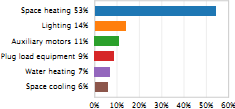 Space heating 53%
Lighting 14%
Auxiliary motors 11%
Plug load equipment 9%
Water heating 7%
Space cooling 6%
0% 10% 20% 30% 40% 50% 60%